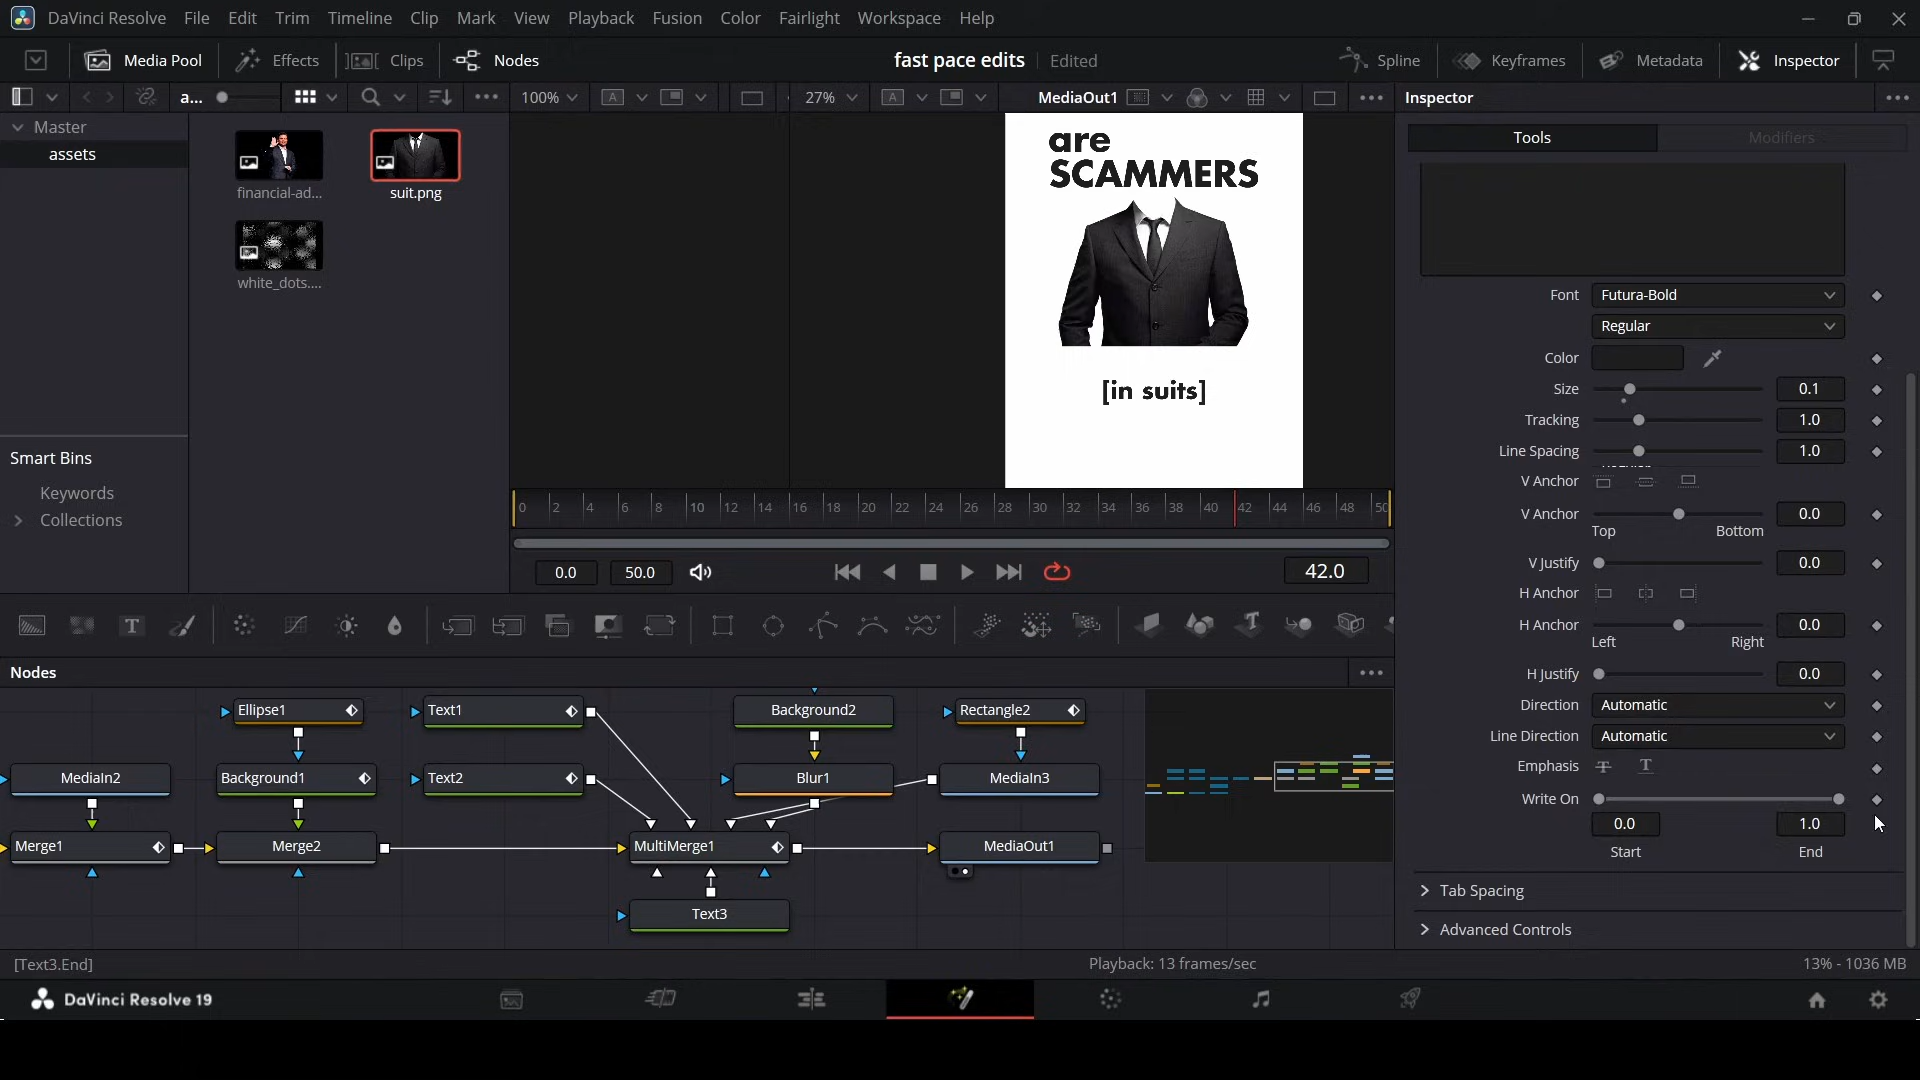 DaVinci Resolve File Edit Trim Timeline Clip Mark View Playback Fusion Color Fairlight Workspace Help
Media Pool Effects Clips Nodes fast pace edits Edited Spline Keyframes Metadata Inspector
a... 100% A 27% A MediaOut1 Inspector
Master
assets
financial-ad...
suit.png
white_dots....
Smart Bins
Keywords
Collections
are
SCAMMERS
[in suits]
0 2 4 6 8 10 12 14 16 18 20 22 24 26 28 30 32 34 36 38 40 42 44 46 48 50
0.0 50.0 42.0
Tools Modifiers
Font Futura-Bold
Regular
Color
Size 0.1
Tracking 1.0
Line Spacing 1.0
V Anchor
V Anchor 0.0
Top Bottom
V Justify 0.0
H Anchor
H Anchor 0.0
Left Right
H Justify 0.0
Direction Automatic
Line Direction Automatic
Emphasis T T
Write On
0.0 1.0
Start End
Tab Spacing
Advanced Controls
T T
Nodes
Ellipse1 Text1 Background2 Rectangle2
MediaIn2 Background1 Text2 Blur1 MediaIn3
Merge1 Merge2 MultiMerge1 MediaOut1
Text3
[Text3.End] Playback: 13 frames/sec 13% - 1036 MB
DaVinci Resolve 19